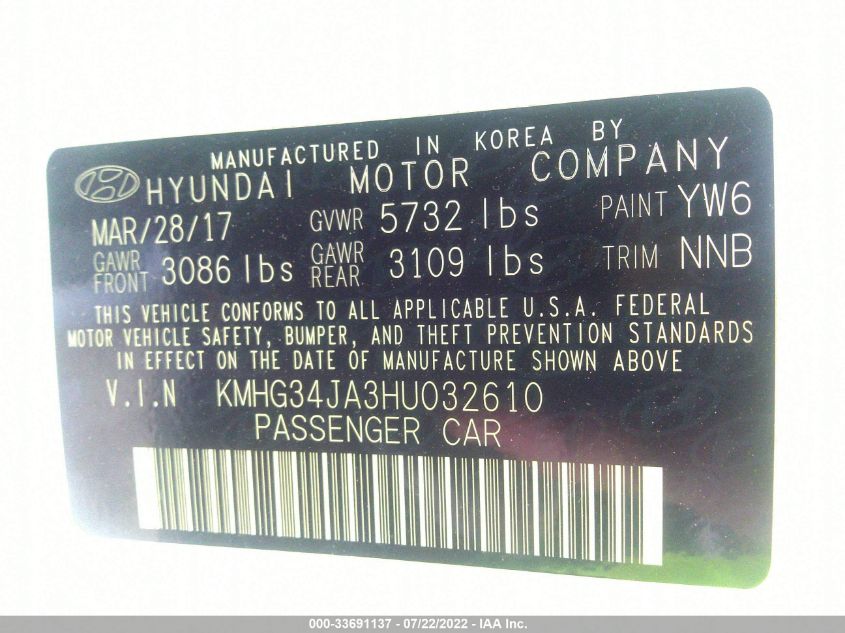 MANUFACTURED IN KOREA BY
HYUNDAI MOTOR COMPANY
MAR/28/17 GVWR 5732 lbs PAINT YW6
GAWR FRONT 3086 lbs GAWR REAR 3109 lbs TRIM NNB
THIS VEHICLE CONFORMS TO ALL APPLICABLE U.S.A. FEDERAL
MOTOR VEHICLE SAFETY, BUMPER, AND THEFT PREVENTION STANDARDS
IN EFFECT ON THE DATE OF MANUFACTURE SHOWN ABOVE
V.I.N KMHG34JA3HU032610
PASSENGER CAR
000-33691137 - 07/22/2022 - IAA Inc.